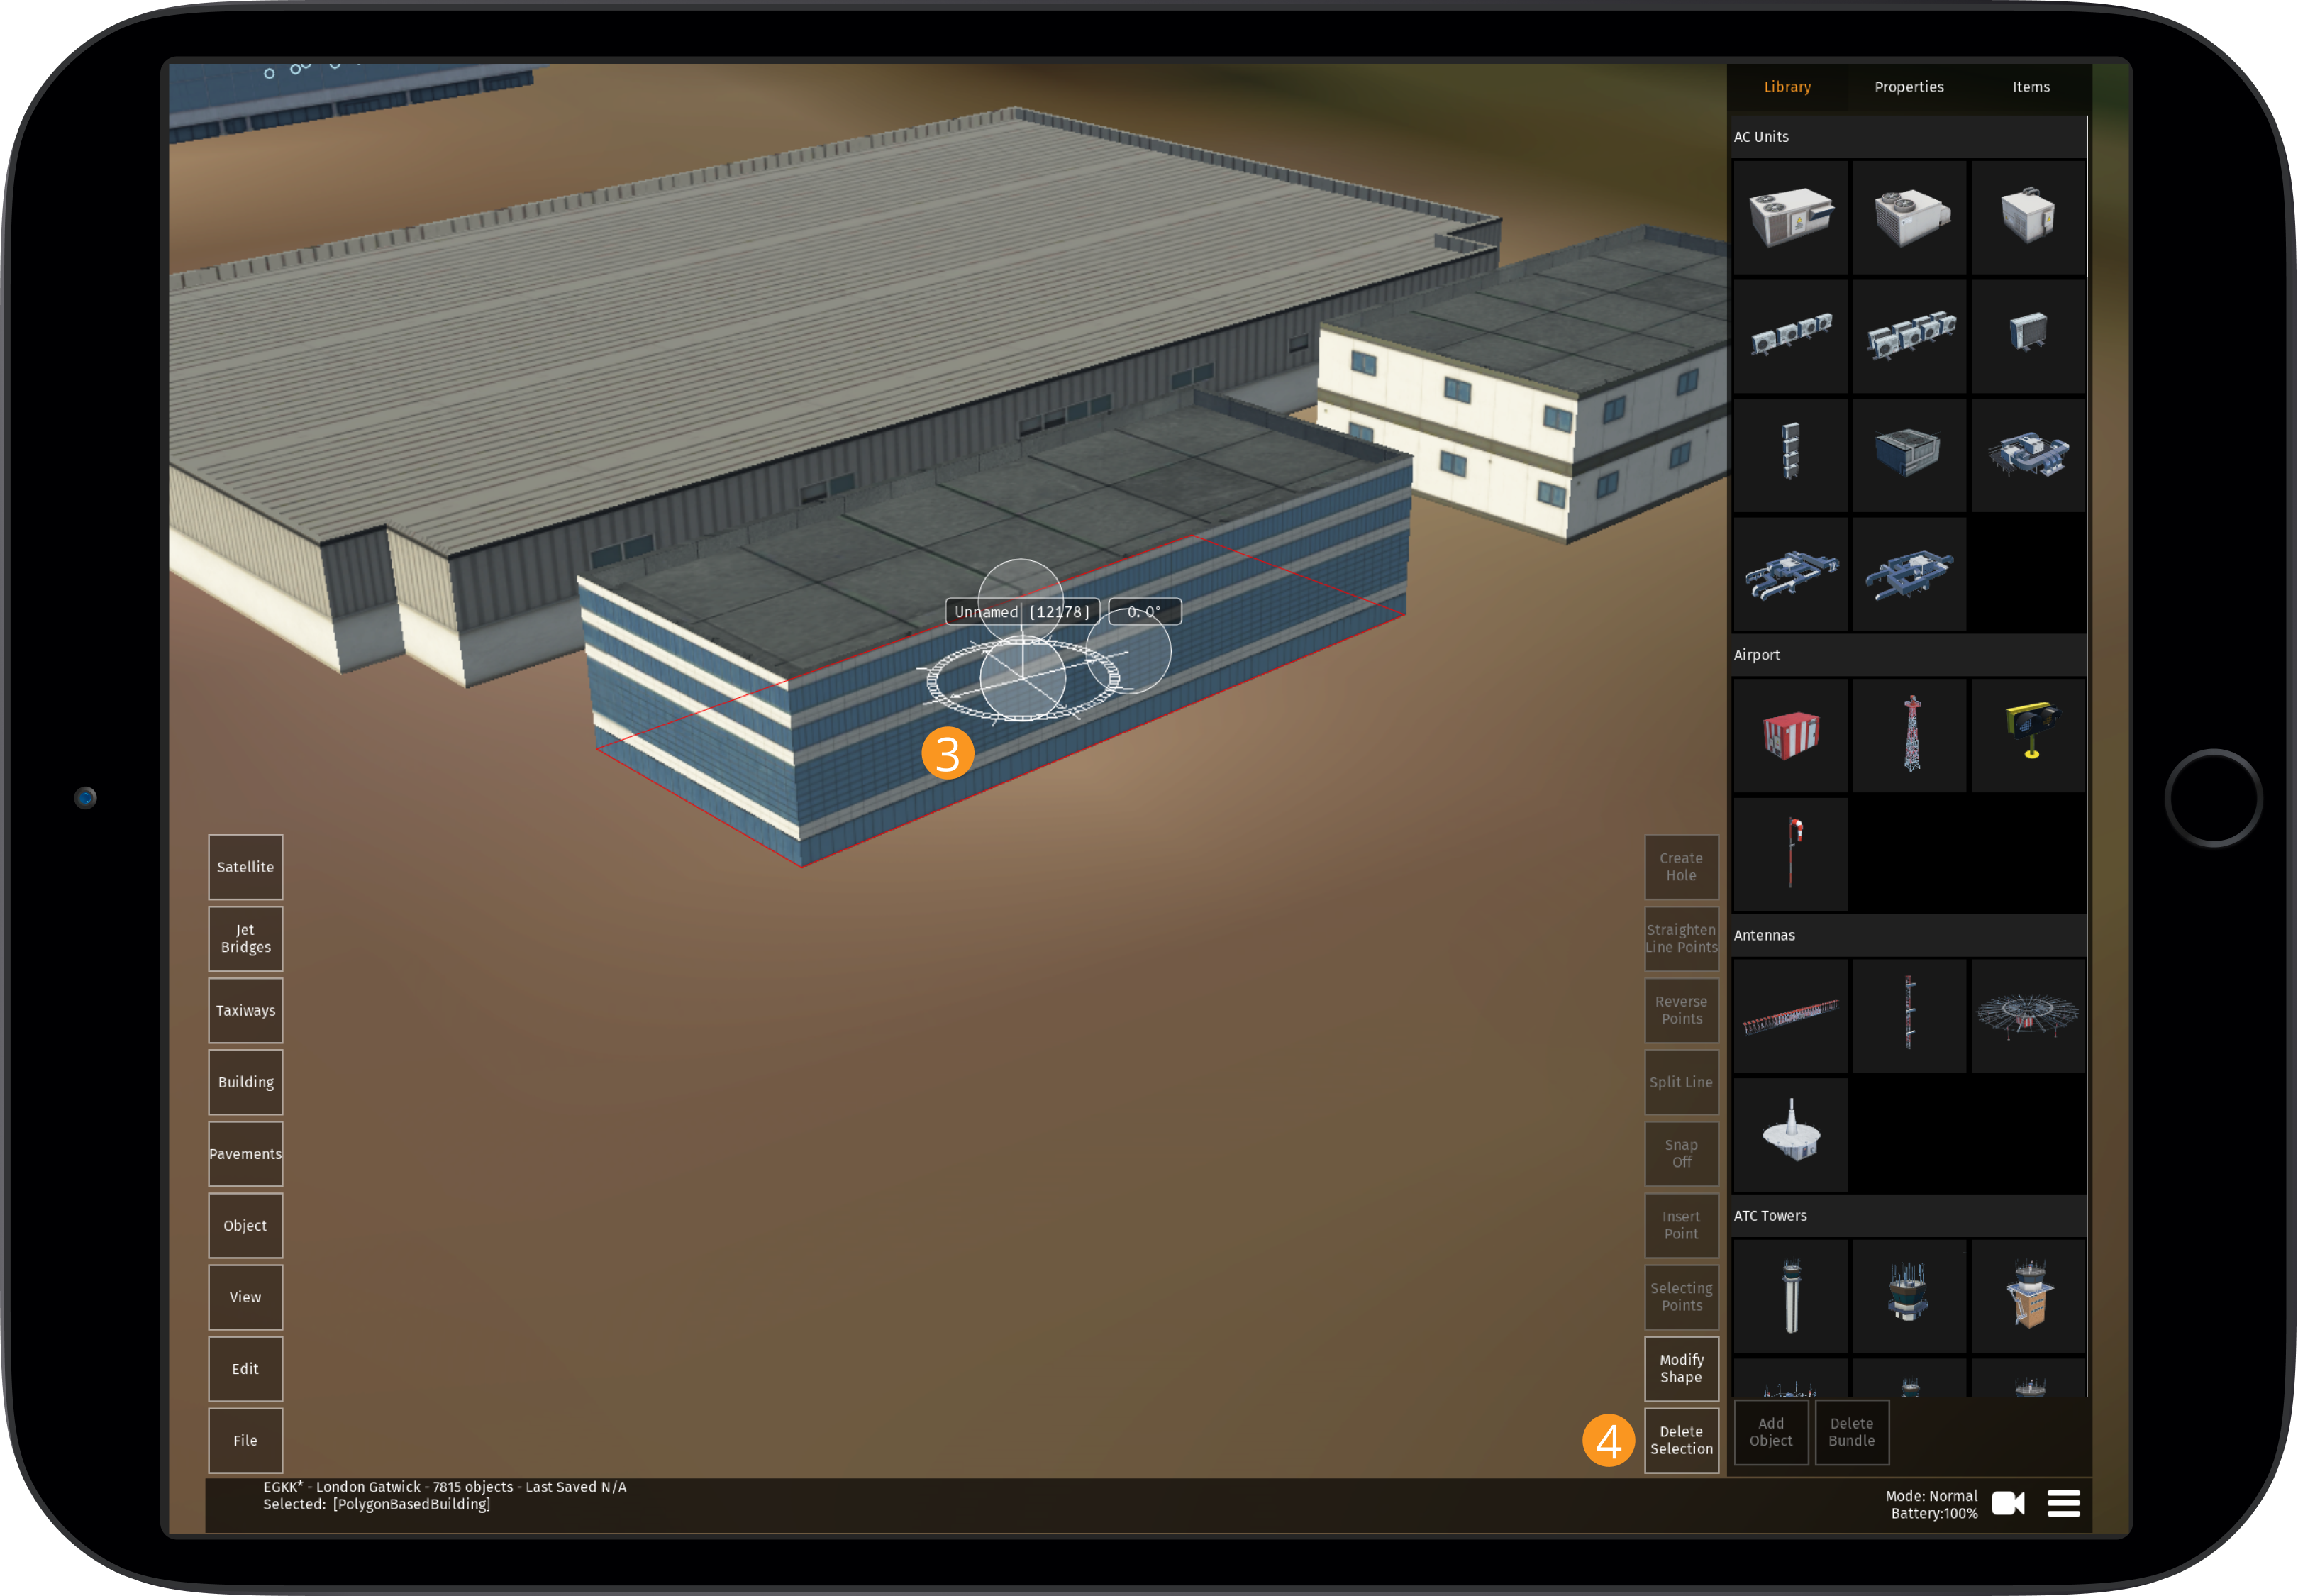 Library
Properties
Items
AC Units
Airport
Antennas
ATC Towers
Add
Object
Delete
Bundle
Unnamed [12178]
0.0°
3
Satellite
Jet
Bridges
Taxiways
Building
Pavements
Object
View
Edit
File
Create
Hole
Straighten
Line Points
Reverse
Points
Split Line
Snap
Off
Insert
Point
Selecting
Points
Modify
Shape
4
Delete
Selection
EGKK* - London Gatwick - 7815 objects - Last Saved N/A
Selected: [PolygonBasedBuilding]
Mode: Normal
Battery:100%